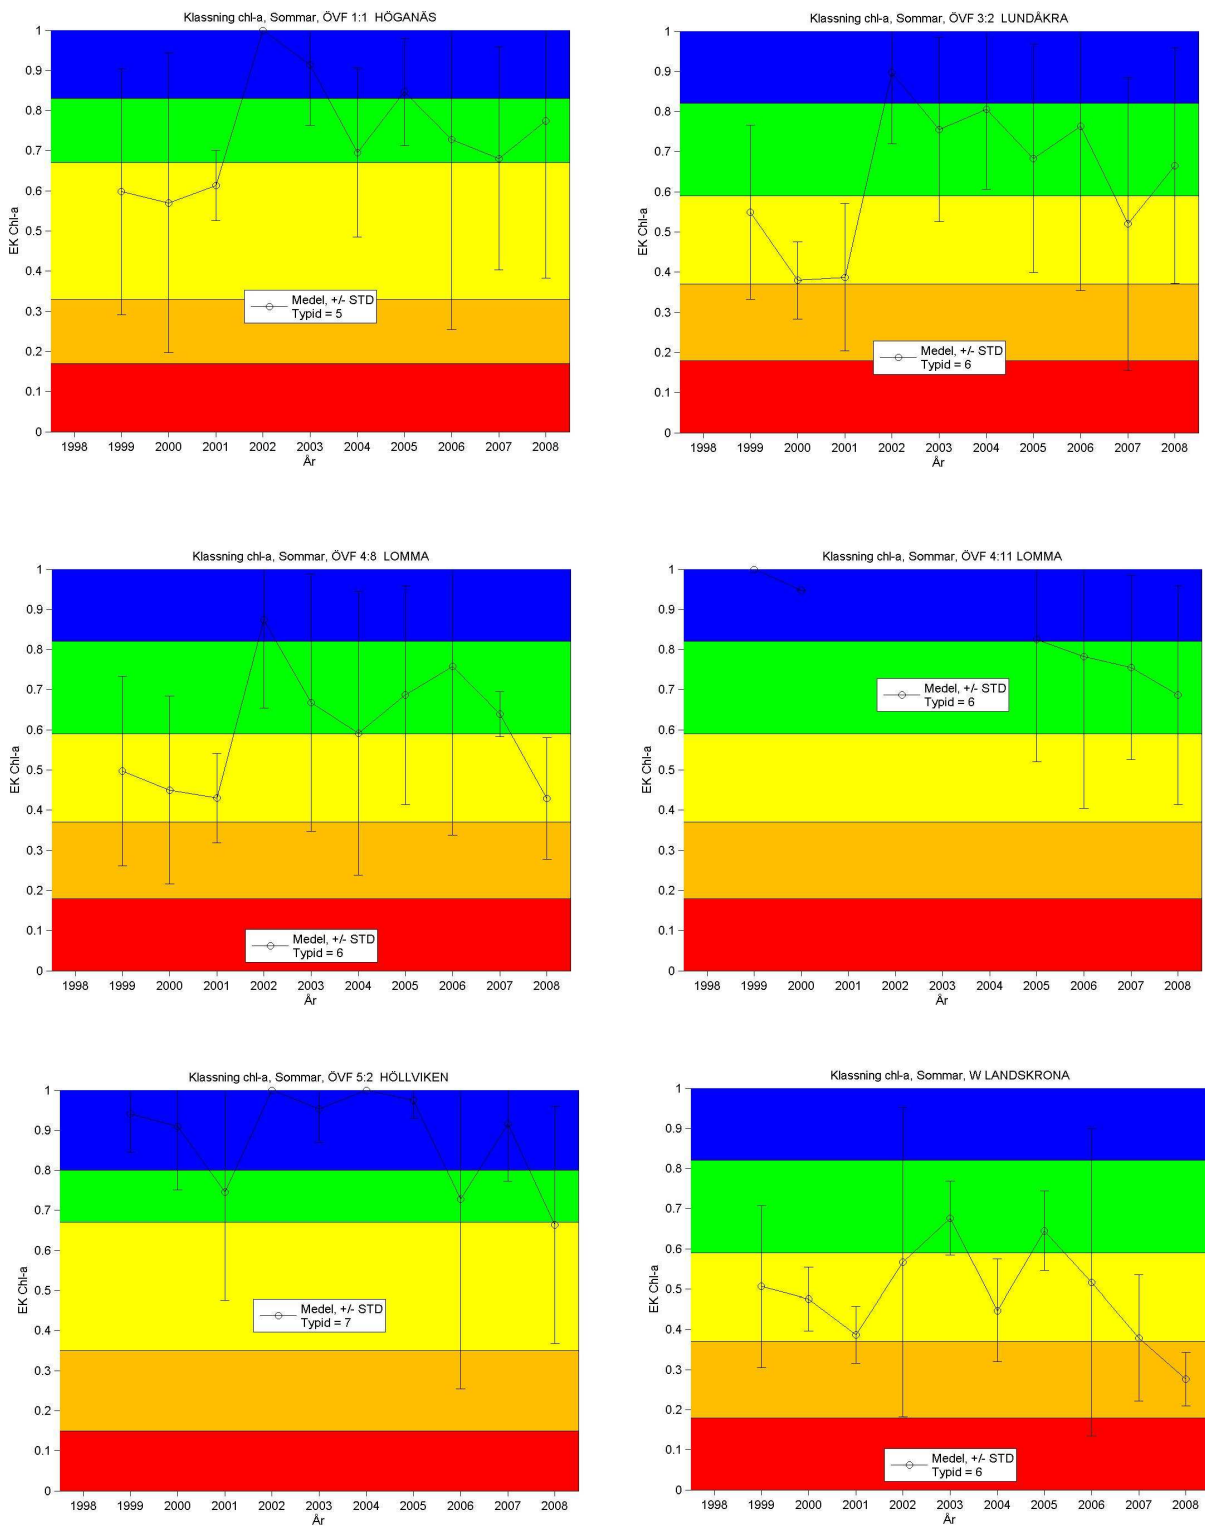 Klassning chl-a, Sommar, ÖVF 1:1 HÖGANÄS
1
0.9
0.8
0.7
0.6
0.5
0.4
0.3
0.2
0.1
0
EK Chl-a
Medel, +/- STD
Typid = 5
1998 1999 2000 2001 2002 2003 2004 2005 2006 2007 2008
År
Klassning chl-a, Sommar, ÖVF 3:2 LUNDÅKRA
1
0.9
0.8
0.7
0.6
0.5
0.4
0.3
0.2
0.1
0
EK Chl-a
Medel, +/- STD
Typid = 6
1998 1999 2000 2001 2002 2003 2004 2005 2006 2007 2008
År
Klassning chl-a, Sommar, ÖVF 4:8 LOMMA
1
0.9
0.8
0.7
0.6
0.5
0.4
0.3
0.2
0.1
0
EK Chl-a
Medel, +/- STD
Typid = 6
1998 1999 2000 2001 2002 2003 2004 2005 2006 2007 2008
År
Klassning chl-a, Sommar, ÖVF 4:11 LOMMA
1
0.9
0.8
0.7
0.6
0.5
0.4
0.3
0.2
0.1
0
EK Chl-a
Medel, +/- STD
Typid = 6
1998 1999 2000 2001 2002 2003 2004 2005 2006 2007 2008
År
Klassning chl-a, Sommar, ÖVF 5:2 HÖLLVIKEN
1
0.9
0.8
0.7
0.6
0.5
0.4
0.3
0.2
0.1
0
EK Chl-a
Medel, +/- STD
Typid = 7
1998 1999 2000 2001 2002 2003 2004 2005 2006 2007 2008
År
Klassning chl-a, Sommar, W LANDSKRONA
1
0.9
0.8
0.7
0.6
0.5
0.4
0.3
0.2
0.1
0
EK Chl-a
Medel, +/- STD
Typid = 6
1998 1999 2000 2001 2002 2003 2004 2005 2006 2007 2008
År